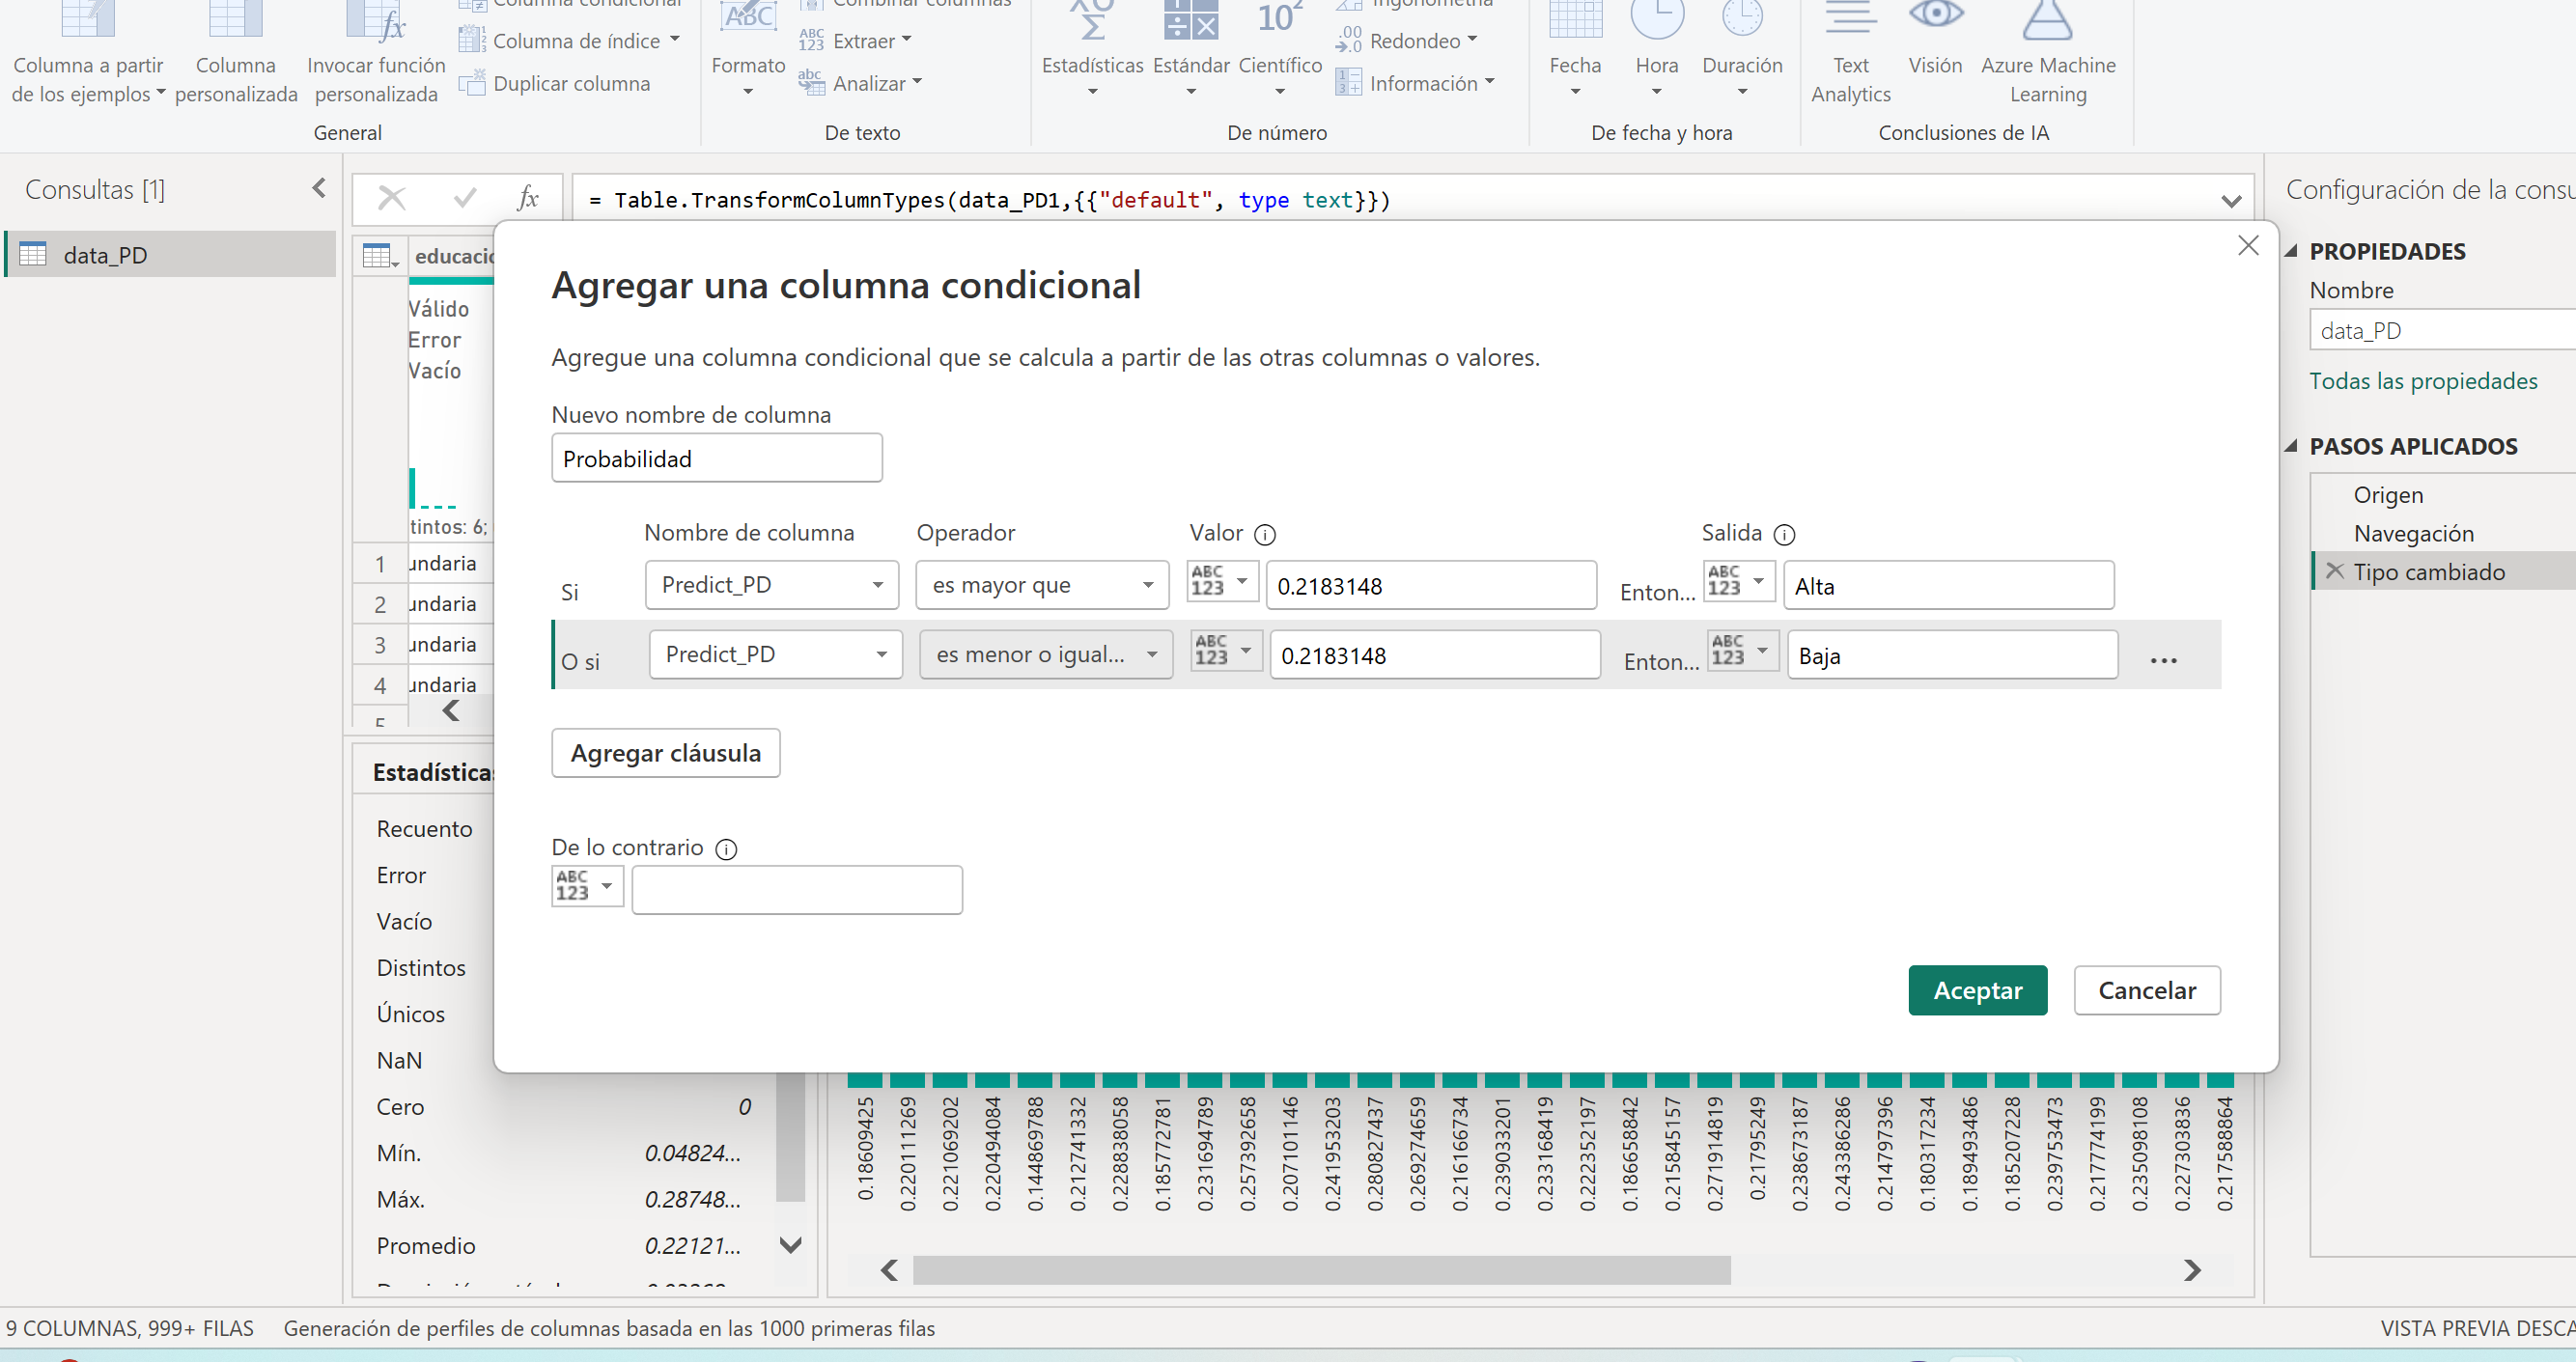 Columna condicional
Combinar columnas
Trigonometría
Columna a partir
de los ejemplos
Columna
personalizada
Invocar función
personalizada
Columna de índice
Duplicar columna
General
ABC
Formato
ABC
123
Extraer
abc
Analizar
De texto
XO
Σ
Estadísticas
Estándar
10²
Científico
.00
.0
Redondeo
Información
De número
Fecha
Hora
Duración
De fecha y hora
Text
Analytics
Visión
Azure Machine
Learning
Conclusiones de IA
Consultas [1]
data_PD
fx
= Table.TransformColumnTypes(data_PD1,{{"default", type text}})
educacio
Válido
Error
Vacío
tintos: 6;
1 undaria
2 undaria
3 undaria
4 undaria
5
Agregar una columna condicional
Agregue una columna condicional que se calcula a partir de las otras columnas o valores.
Nuevo nombre de columna
Probabilidad
Nombre de columna Operador Valor Salida
Si Predict_PD es mayor que ABC 123 0.2183148 Enton... ABC 123 Alta
O si Predict_PD es menor o igual... ABC 123 0.2183148 Enton... ABC 123 Baja ...
Agregar cláusula
De lo contrario
ABC
123
Aceptar Cancelar
Estadísticas
Recuento
Error
Vacío
Distintos
Únicos
NaN
Cero 0
Mín. 0.04824...
Máx. 0.28748...
Promedio 0.22121...
0.18609425
0.220111269
0.221069202
0.220494084
0.144869788
0.212741332
0.228838058
0.185772781
0.231694789
0.257392658
0.207101146
0.241953203
0.280827437
0.269274659
0.216166734
0.239033201
0.233168419
0.222352197
0.186658842
0.215845157
0.271914819
0.21795249
0.238673187
0.243386286
0.214797396
0.180317234
0.189493486
0.185207228
0.239753473
0.217774199
0.235098108
0.227303836
0.217588864
Configuración de la consu
PROPIEDADES
Nombre
data_PD
Todas las propiedades
PASOS APLICADOS
Origen
Navegación
Tipo cambiado
9 COLUMNAS, 999+ FILAS Generación de perfiles de columnas basada en las 1000 primeras filas
VISTA PREVIA DESCA